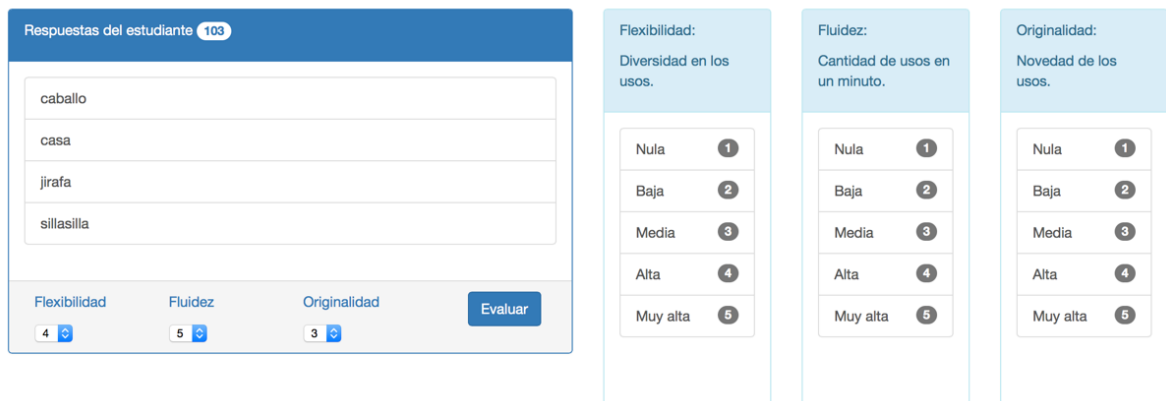 Respuestas del estudiante 103
caballo
casa
jirafa
sillasilla
Flexibilidad Fluidez Originalidad
4 5 3
Evaluar
Flexibilidad:
Diversidad en los
usos.
Nula 1
Baja 2
Media 3
Alta 4
Muy alta 5
Fluidez:
Cantidad de usos en
un minuto.
Nula 1
Baja 2
Media 3
Alta 4
Muy alta 5
Originalidad:
Novedad de los
usos.
Nula 1
Baja 2
Media 3
Alta 4
Muy alta 5